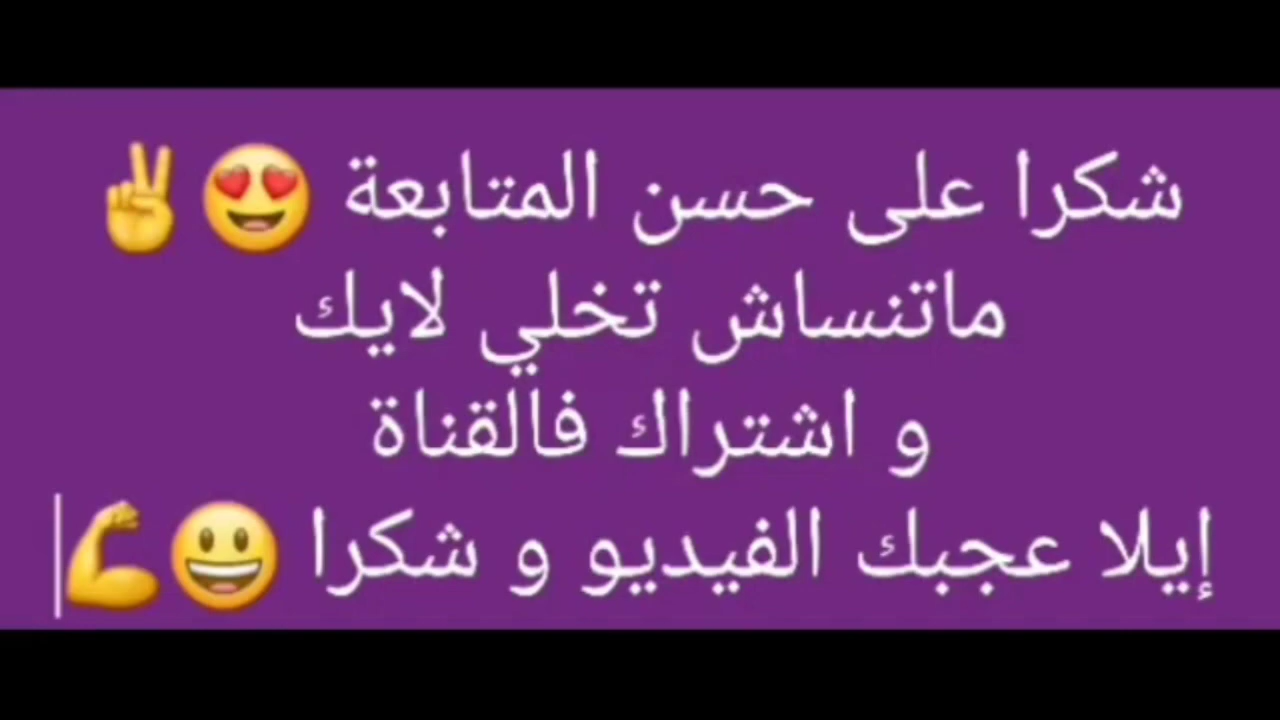 شكرا على حسن المتابعة 😍✌
ماتنساش تخلي لايك
و اشتراك فالقناة
إيلا عجبك الفيديو و شكرا 😃💪